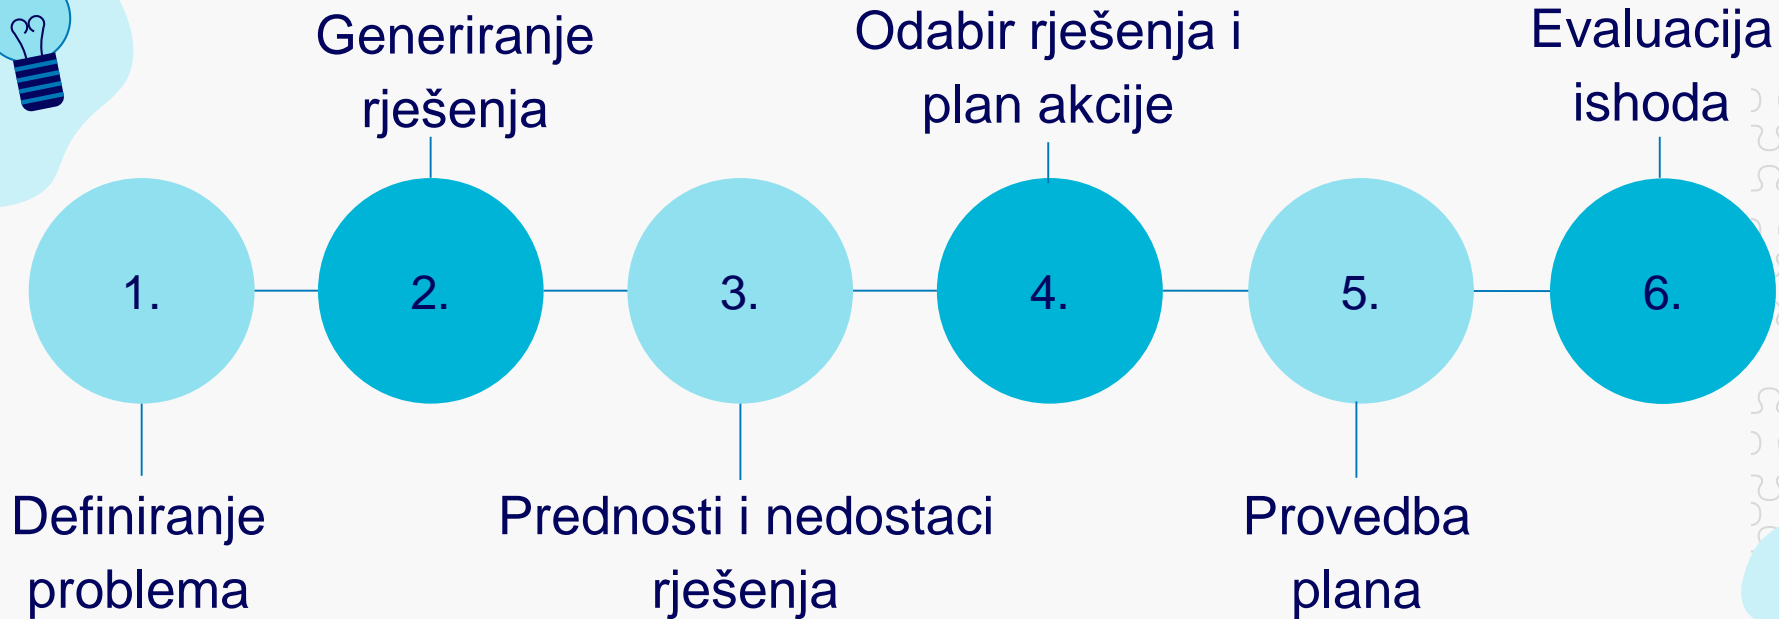 1.
Definiranje
problema
2.
Generiranje
rješenja
3.
Prednosti i nedostaci
rješenja
4.
Odabir rješenja i
plan akcije
5.
Provedba
plana
6.
Evaluacija
ishoda